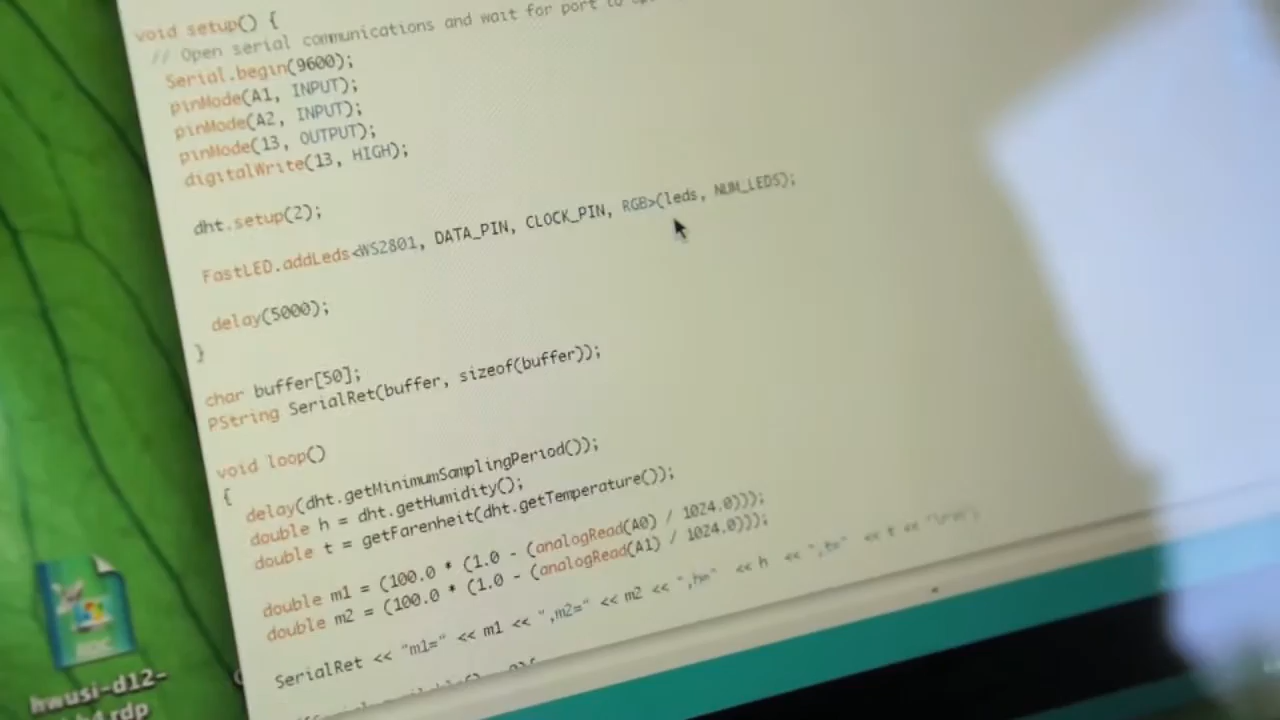 void setup() {
// Open serial communications and wait for port to
Serial.begin(9600);
pinMode(A1, INPUT);
pinMode(A2, INPUT);
pinMode(13, OUTPUT);
digitalWrite(13, HIGH);
dht.setup(2);
FastLED.addLeds<WS2801, DATA_PIN, CLOCK_PIN, RGB>(leds, NUM_LEDS);
delay(5000);
}
char buffer[50];
PString SerialRet(buffer, sizeof(buffer));
void loop()
{
delay(dht.getMinimumSamplingPeriod());
double h = dht.getHumidity();
double t = getFarenheit(dht.getTemperature());
double m1 = (100.0 * (1.0 - (analogRead(A0) / 1024.0)));
double m2 = (100.0 * (1.0 - (analogRead(A1) / 1024.0)));
SerialRet << "m1=" << m1 << ",m2=" << m2 << ",h=" << h << ",t=" << t <<
hwusi-d12-